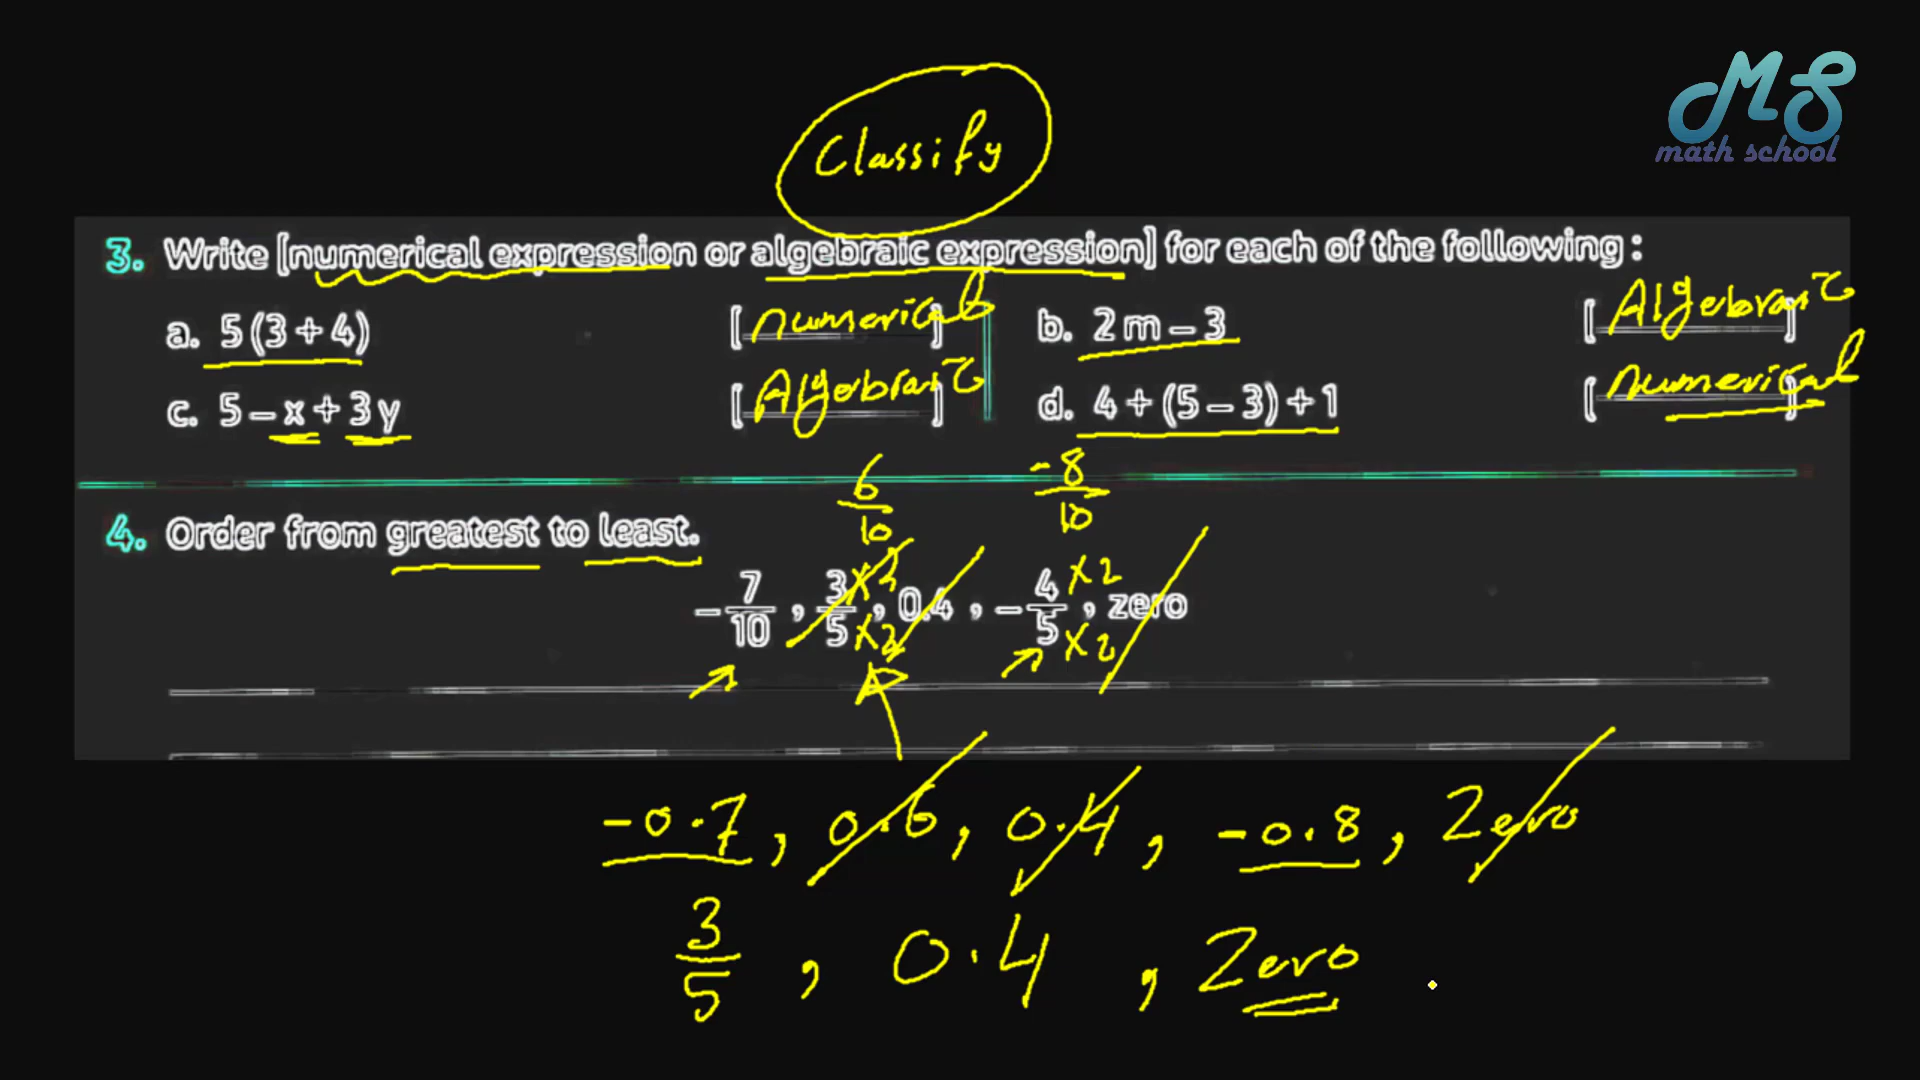 MS
math school
Classify
3. Write [numerical expression or algebraic expression] for each of the following :
a. 5 (3 + 4) [numerical] b. 2 m – 3 [Algebraic]
c. 5 – x + 3 y [Algebraic] d. 4 + (5 – 3) + 1 [numerical]
6/10 -8/10
4. Order from greatest to least.
– 7/10 , 3/5 ×2 ×2 , 0.4 , – 4/5 ×2 ×2 , zero
-0.7 , 0.6 , 0.4 , -0.8 , Zero
3/5 , 0.4 , Zero